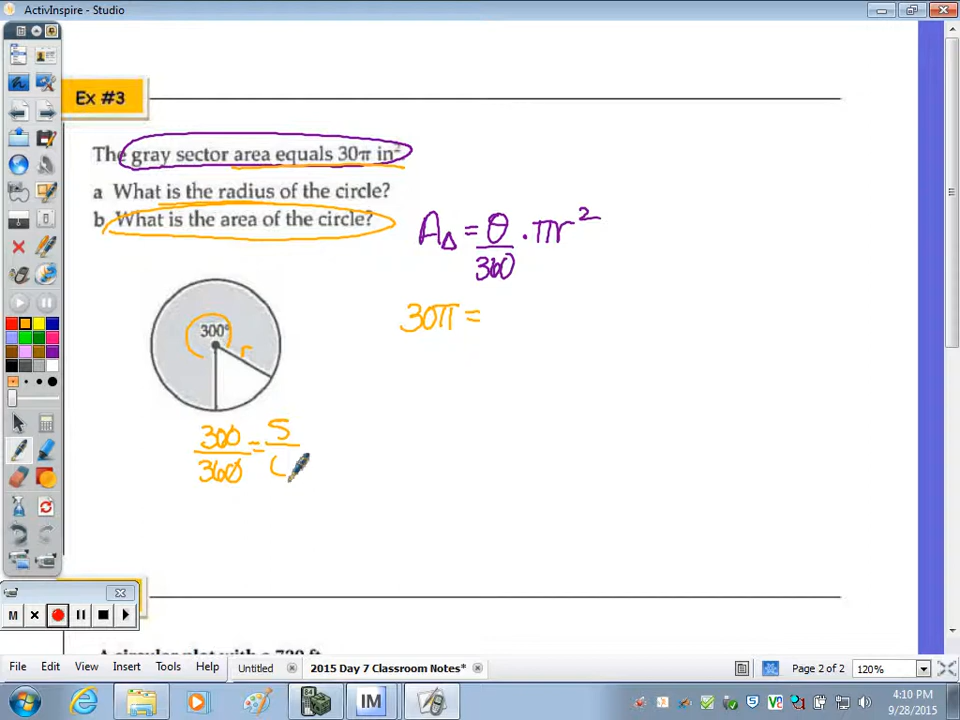 ActivInspire - Studio
Ex #3
The gray sector area equals 30π in²
a What is the radius of the circle?
b What is the area of the circle?
A△ = θ/360 · πr²
30π =
300°
r
300/360 = 5/
M
File Edit View Insert Tools Help
Untitled
2015 Day 7 Classroom Notes*
Page 2 of 2
120%
IM
4:10 PM
9/28/2015